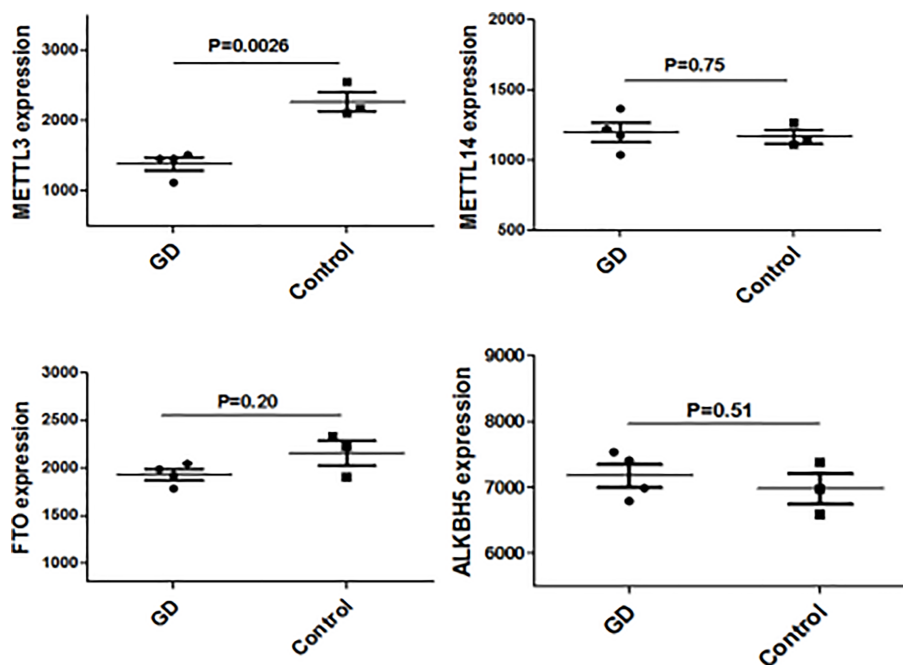 METTL3 expression
3000
2000
1000
P=0.0026
GD
Control
METTL14 expression
2000
1500
1000
500
P=0.75
GD
Control
FTO expression
3000
2500
2000
1500
1000
P=0.20
GD
Control
ALKBH5 expression
9000
8000
7000
6000
P=0.51
GD
Control